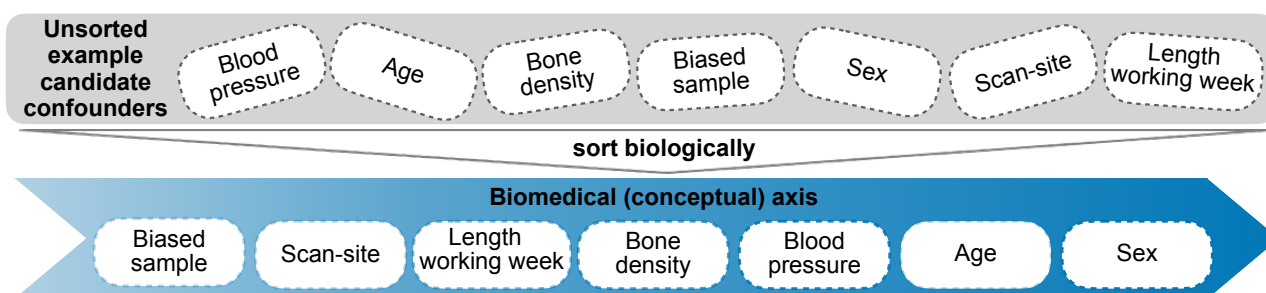 Unsorted
example
candidate
confounders
Blood
pressure
Age
Bone
density
Biased
sample
Sex
Scan-site
Length
working week
sort biologically
Biomedical (conceptual) axis
Biased
sample
Scan-site
Length
working week
Bone
density
Blood
pressure
Age
Sex